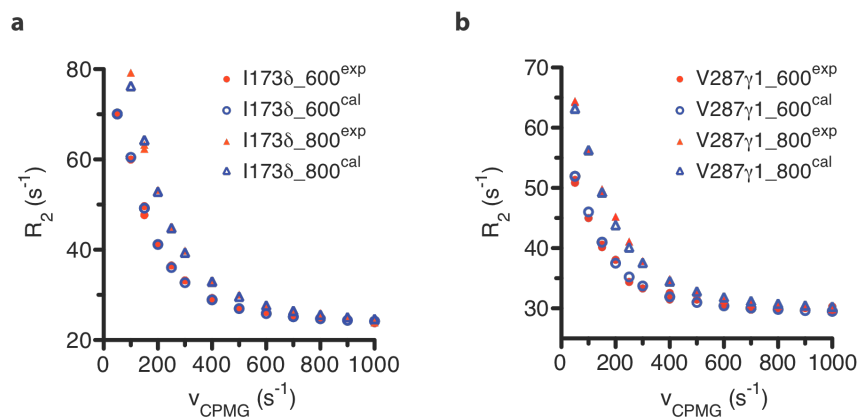 a
80
60
40
20
R2 (s-1)
0 200 400 600 800 1000
νCPMG (s-1)
I173δ_600exp
I173δ_600cal
I173δ_800exp
I173δ_800cal
b
70
60
50
40
30
R2 (s-1)
0 200 400 600 800 1000
νCPMG (s-1)
V287γ1_600exp
V287γ1_600cal
V287γ1_800exp
V287γ1_800cal